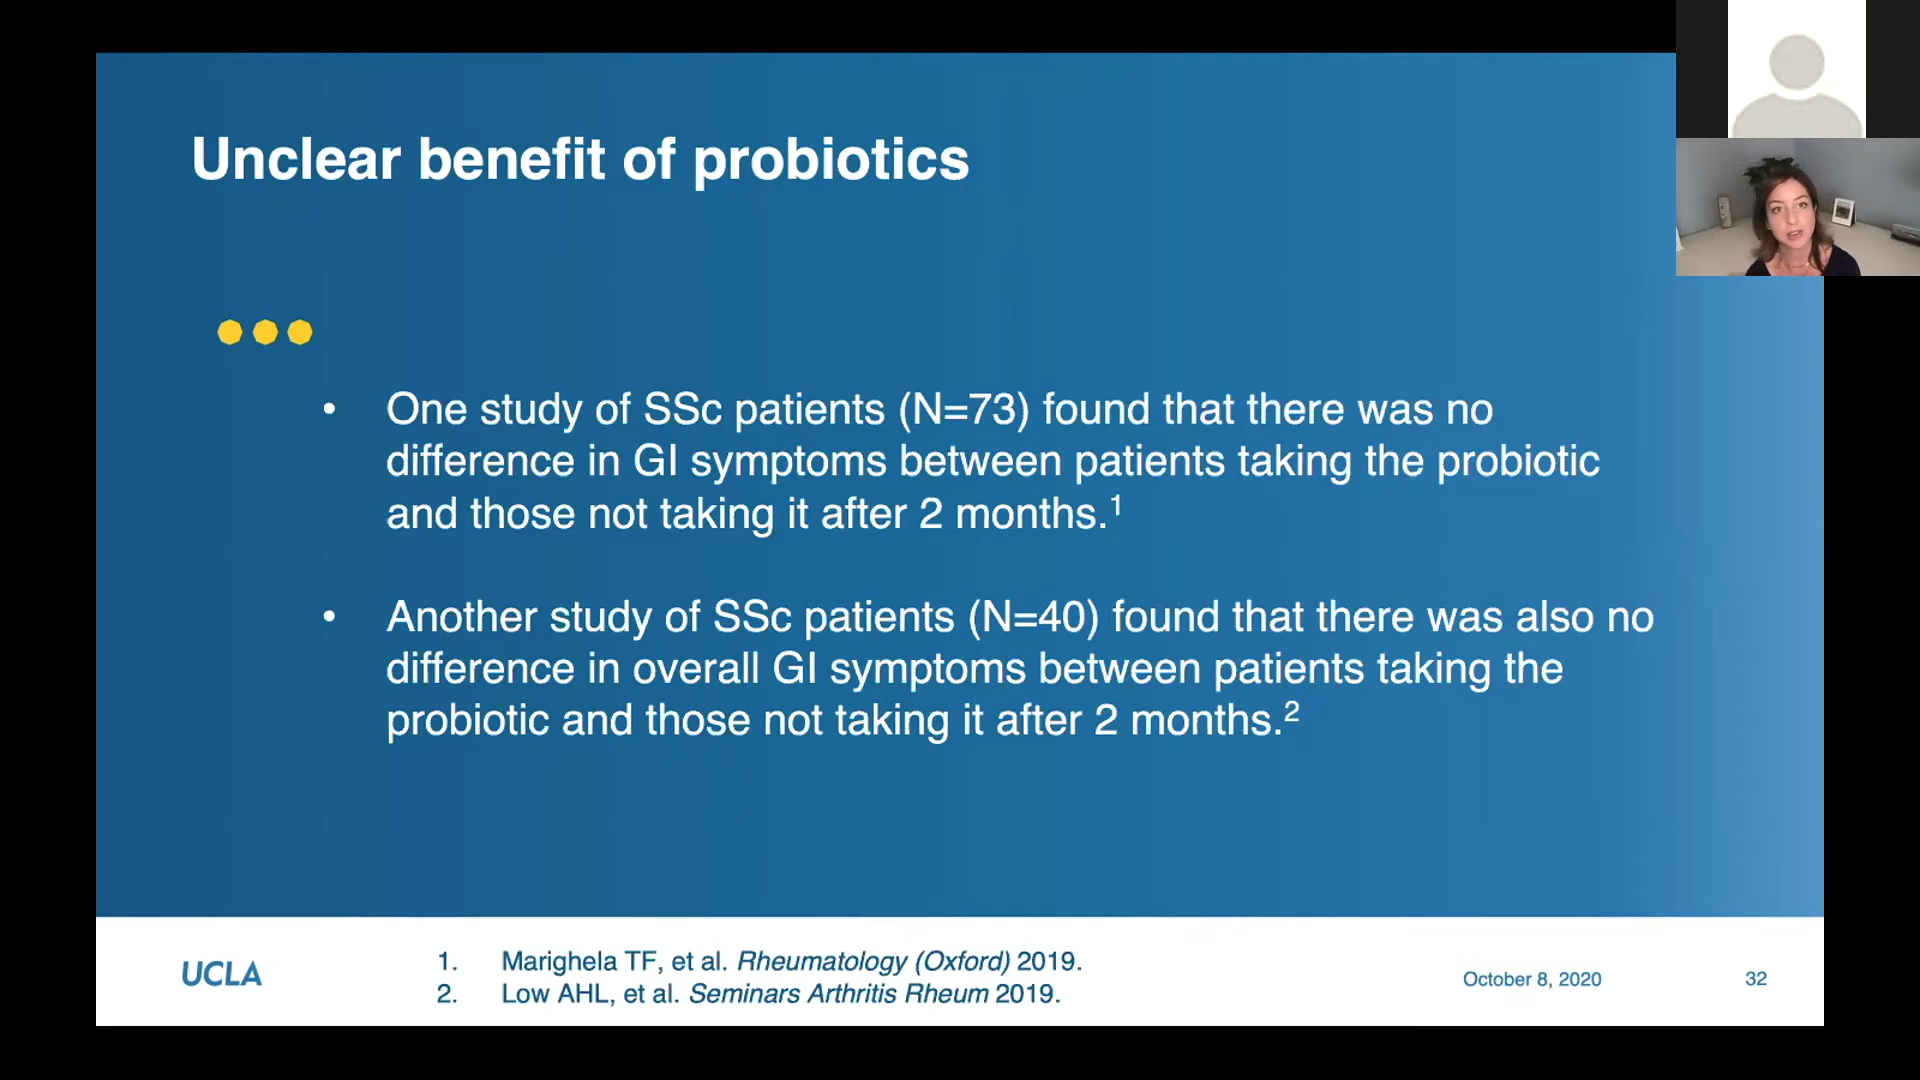 Unclear benefit of probiotics
• One study of SSc patients (N=73) found that there was no
difference in GI symptoms between patients taking the probiotic
and those not taking it after 2 months.¹
• Another study of SSc patients (N=40) found that there was also no
difference in overall GI symptoms between patients taking the
probiotic and those not taking it after 2 months.²
UCLA
1. Marighela TF, et al. Rheumatology (Oxford) 2019.
2. Low AHL, et al. Seminars Arthritis Rheum 2019.
October 8, 2020
32